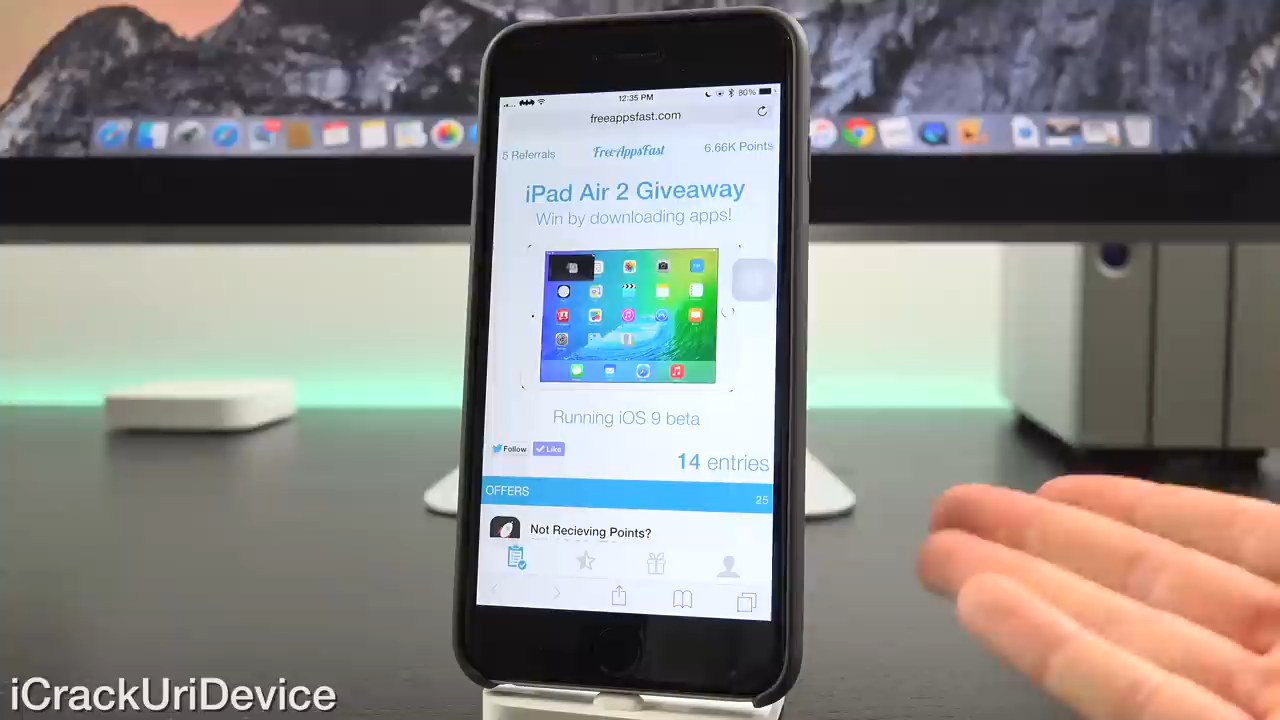 12:35 PM
80%
freeappsfast.com
5 Referrals
FreeAppsFast
6.66K Points
iPad Air 2 Giveaway
Win by downloading apps!
Running iOS 9 beta
Follow
Like
14 entries
OFFERS
25
Not Recieving Points?
iCrackUriDevice